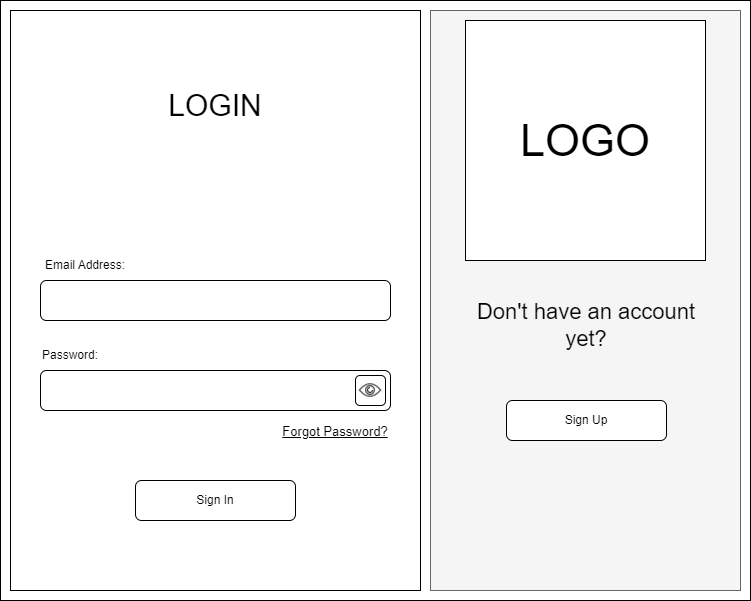 LOGIN
Email Address:
Password:
Forgot Password?
Sign In
LOGO
Don't have an account
yet?
Sign Up